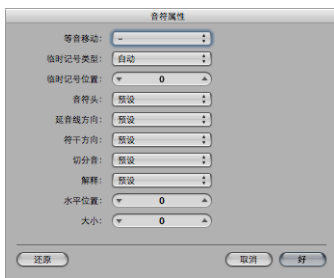 音符属性
等音移动: –
临时记号类型: 自动
临时记号位置: 0
音符头: 预设
延音线方向: 预设
符干方向: 预设
切分音: 预设
解释: 预设
水平位置: 0
大小: 0
还原 取消 好